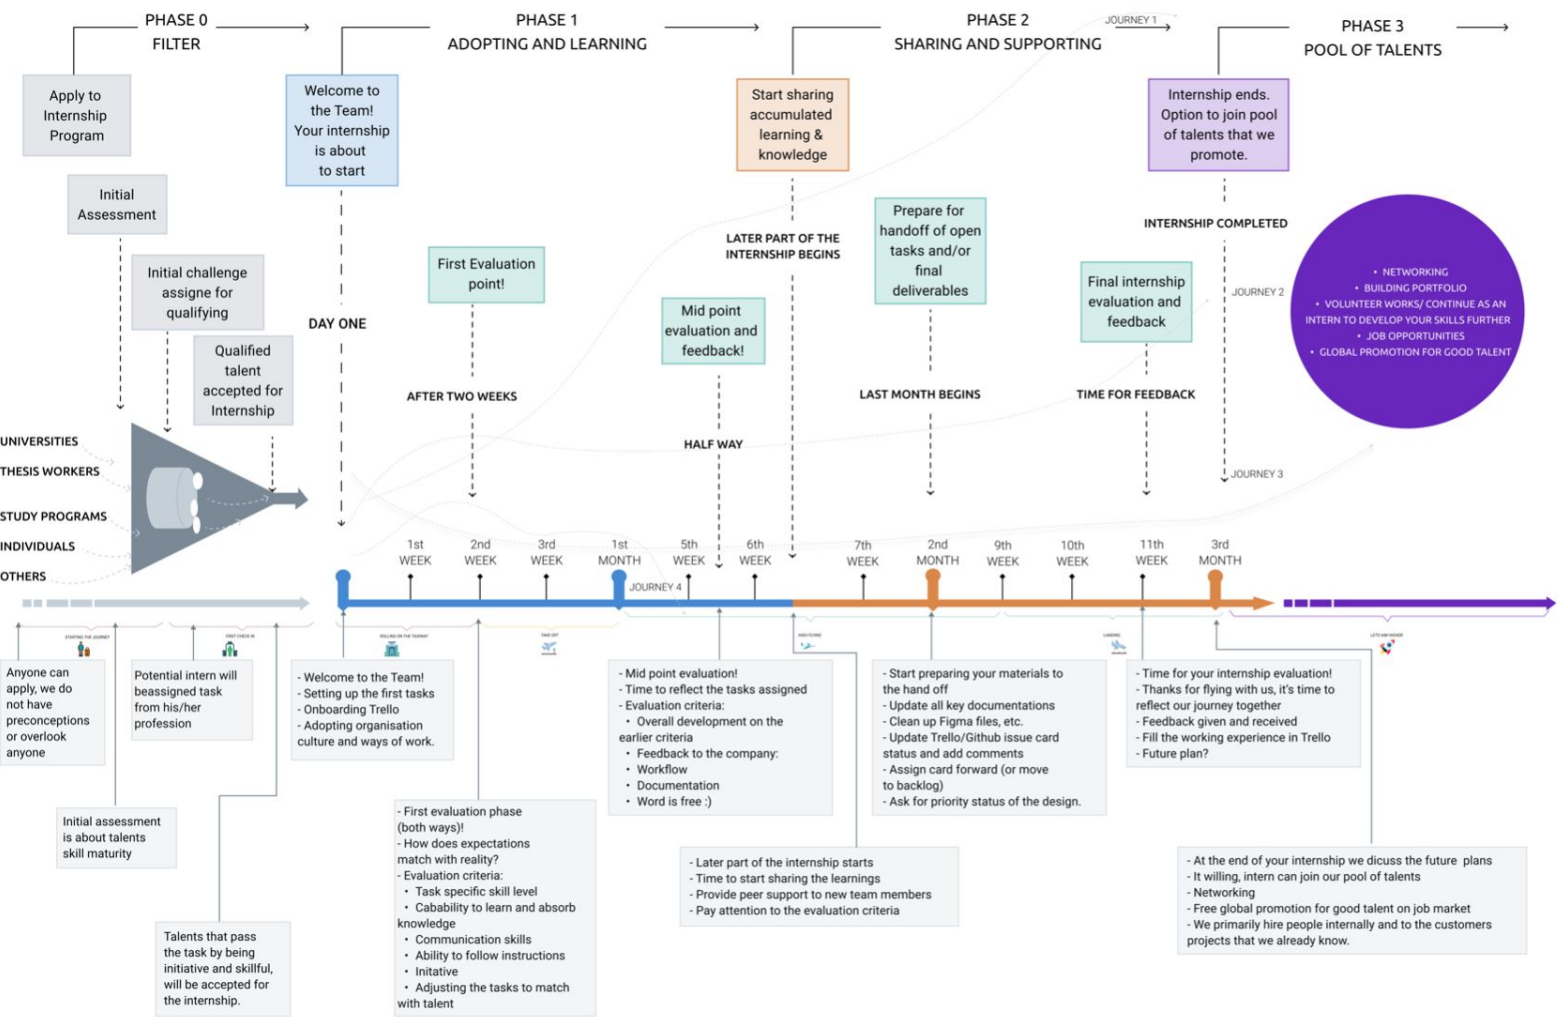 PHASE 0
FILTER
PHASE 1
ADOPTING AND LEARNING
PHASE 2
SHARING AND SUPPORTING
JOURNEY 1
PHASE 3
POOL OF TALENTS
Apply to
Internship
Program
Initial
Assessment
Initial challenge
assigne for
qualifying
Qualified
talent
accepted for
Internship
Welcome to
the Team!
Your internship
is about
to start
DAY ONE
First Evaluation
point!
AFTER TWO WEEKS
Mid point
evaluation and
feedback!
HALF WAY
Start sharing
accumulated
learning &
knowledge
LATER PART OF THE
INTERNSHIP BEGINS
Prepare for
handoff of open
tasks and/or
final
deliverables
LAST MONTH BEGINS
Final internship
evaluation and
feedback
TIME FOR FEEDBACK
Internship ends.
Option to join pool
of talents that we
promote.
INTERNSHIP COMPLETED
JOURNEY 2
JOURNEY 3
• NETWORKING
• BUILDING PORTFOLIO
• VOLUNTEER WORKS/ CONTINUE AS AN
INTERN TO DEVELOP YOUR SKILLS FURTHER
• JOB OPPORTUNITIES
• GLOBAL PROMOTION FOR GOOD TALENT
UNIVERSITIES
THESIS WORKERS
STUDY PROGRAMS
INDIVIDUALS
OTHERS
1st
WEEK
2nd
WEEK
3rd
WEEK
1st
MONTH
5th
WEEK
6th
WEEK
7th
WEEK
2nd
MONTH
9th
WEEK
10th
WEEK
11th
WEEK
3rd
MONTH
JOURNEY 4
STARTING THE JOURNEY
FIRST CHECK IN
ROLLING ON THE TAXIWAY
TAKE OFF
HIGH FLYING
LANDING
LET'S AIM HIGHER
Anyone can
apply, we do
not have
preconceptions
or overlook
anyone
Initial assessment
is about talents
skill maturity
Potential intern will
beassigned task
from his/her
profession
Talents that pass
the task by being
initiative and skillful,
will be accepted for
the internship.
- Welcome to the Team!
- Setting up the first tasks
- Onboarding Trello
- Adopting organisation
culture and ways of work.
- First evaluation phase
(both ways)!
- How does expectations
match with reality?
- Evaluation criteria:
• Task specific skill level
• Cabability to learn and absorb
knowledge
• Communication skills
• Ability to follow instructions
• Initative
• Adjusting the tasks to match
with talent
- Mid point evaluation!
- Time to reflect the tasks assigned
- Evaluation criteria:
• Overall development on the
earlier criteria
• Feedback to the company:
• Workflow
• Documentation
• Word is free :)
- Later part of the internship starts
- Time to start sharing the learnings
- Provide peer support to new team members
- Pay attention to the evaluation criteria
- Start preparing your materials to
the hand off
- Update all key documentations
- Clean up Figma files, etc.
- Update Trello/Github issue card
status and add comments
- Assign card forward (or move
to backlog)
- Ask for priority status of the design.
- Time for your internship evaluation!
- Thanks for flying with us, it's time to
reflect our journey together
- Feedback given and received
- Fill the working experience in Trello
- Future plan?
- At the end of your internship we dicuss the future plans
- It willing, intern can join our pool of talents
- Networking
- Free global promotion for good talent on job market
- We primarily hire people internally and to the customers
projects that we already know.